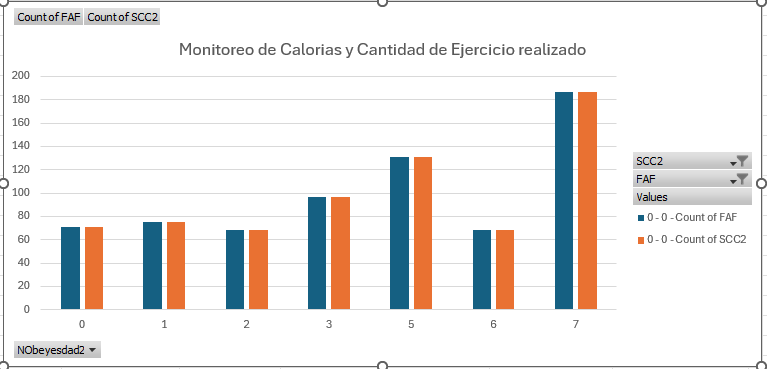 Count of FAF Count of SCC2
Monitoreo de Calorias y Cantidad de Ejercicio realizado
200
180
160
140
120
100
80
60
40
20
0
0 1 2 3 5 6 7
SCC2
FAF
Values
0 - 0 - Count of FAF
0 - 0 - Count of SCC2
NObeyesdad2